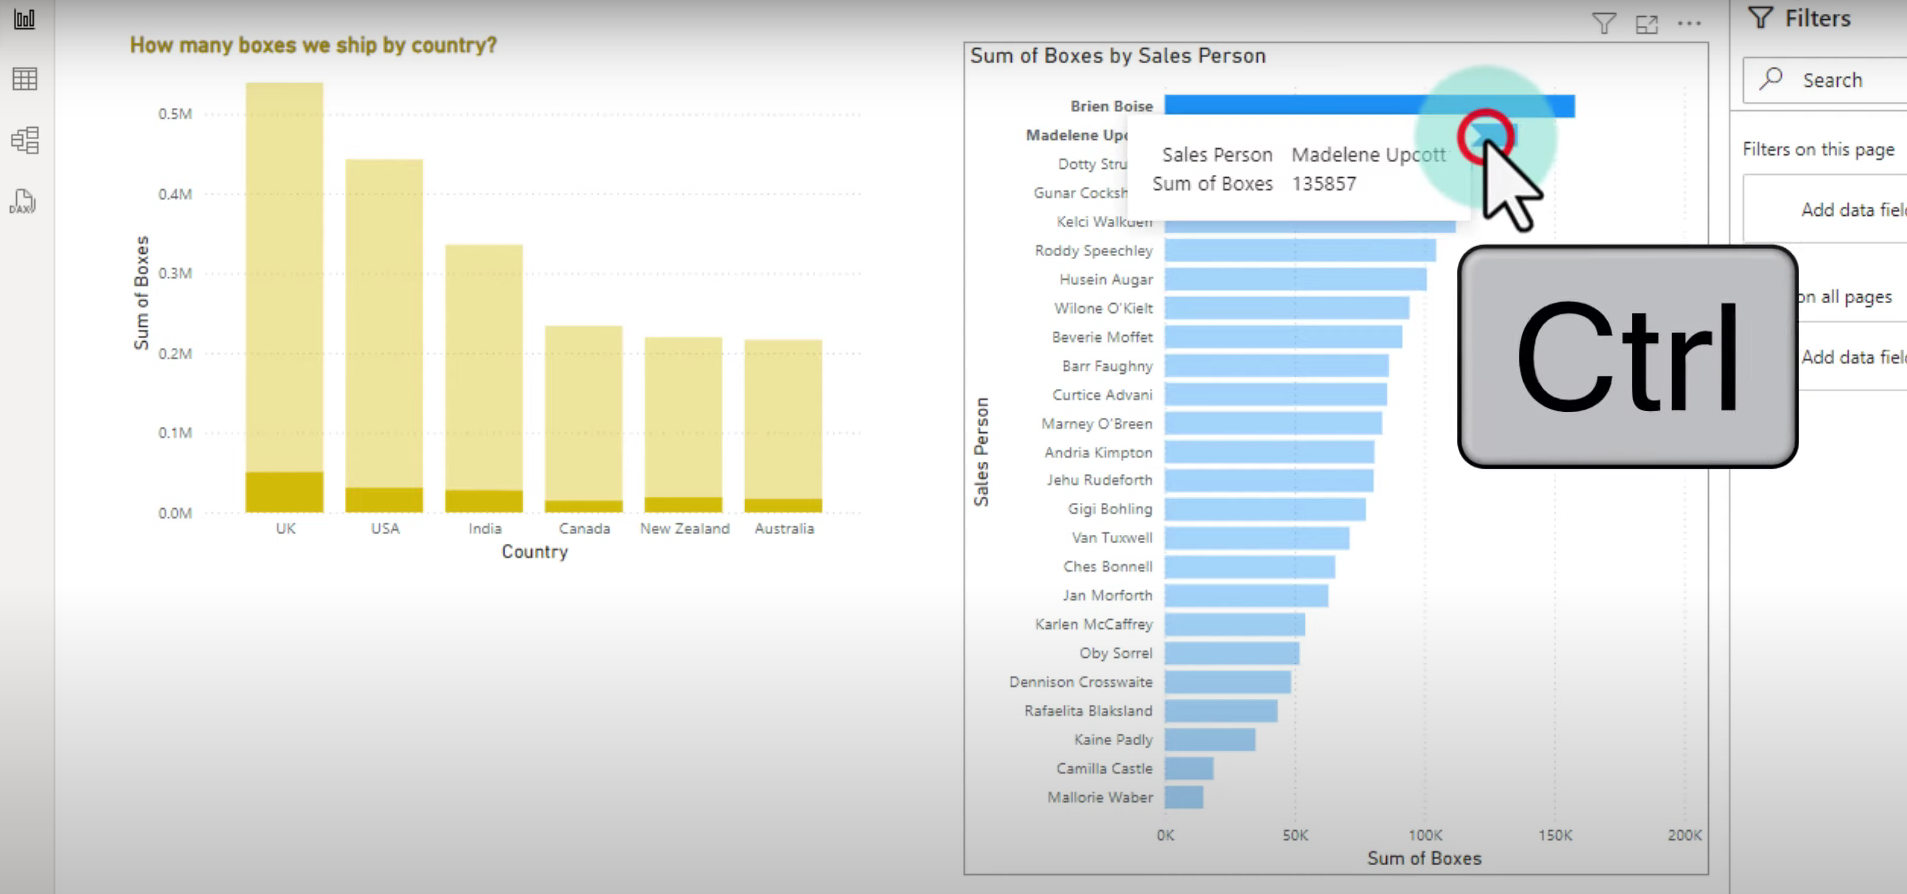 How many boxes we ship by country?
0.5M
0.4M
0.3M
0.2M
0.1M
0.0M
Sum of Boxes
UK
USA
India
Canada
New Zealand
Australia
Country
DAX
Sum of Boxes by Sales Person
Brien Boise
Madelene Upc
Dotty Stru
Gunar Cocksh
Kelci Walkden
Roddy Speechley
Husein Augar
Wilone O'Kielt
Beverie Moffet
Barr Faughny
Curtice Advani
Marney O'Breen
Andria Kimpton
Jehu Rudeforth
Gigi Bohling
Van Tuxwell
Ches Bonnell
Jan Morforth
Karlen McCaffrey
Oby Sorrel
Dennison Crosswaite
Rafaelita Blaksland
Kaine Padly
Camilla Castle
Mallorie Waber
Sales Person
0K
50K
100K
150K
200K
Sum of Boxes
Sales Person Madelene Upcott
Sum of Boxes 135857
Ctrl
Filters
Search
Filters on this page
Add data fiel
on all pages
Add data fiel